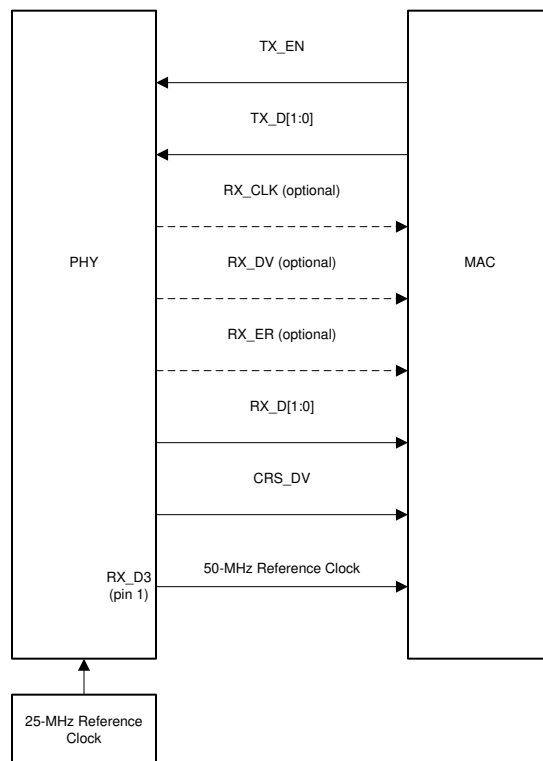 TX_EN
TX_D[1:0]
RX_CLK (optional)
PHY
RX_DV (optional)
MAC
RX_ER (optional)
RX_D[1:0]
CRS_DV
RX_D3
(pin 1)
50-MHz Reference Clock
25-MHz Reference
Clock